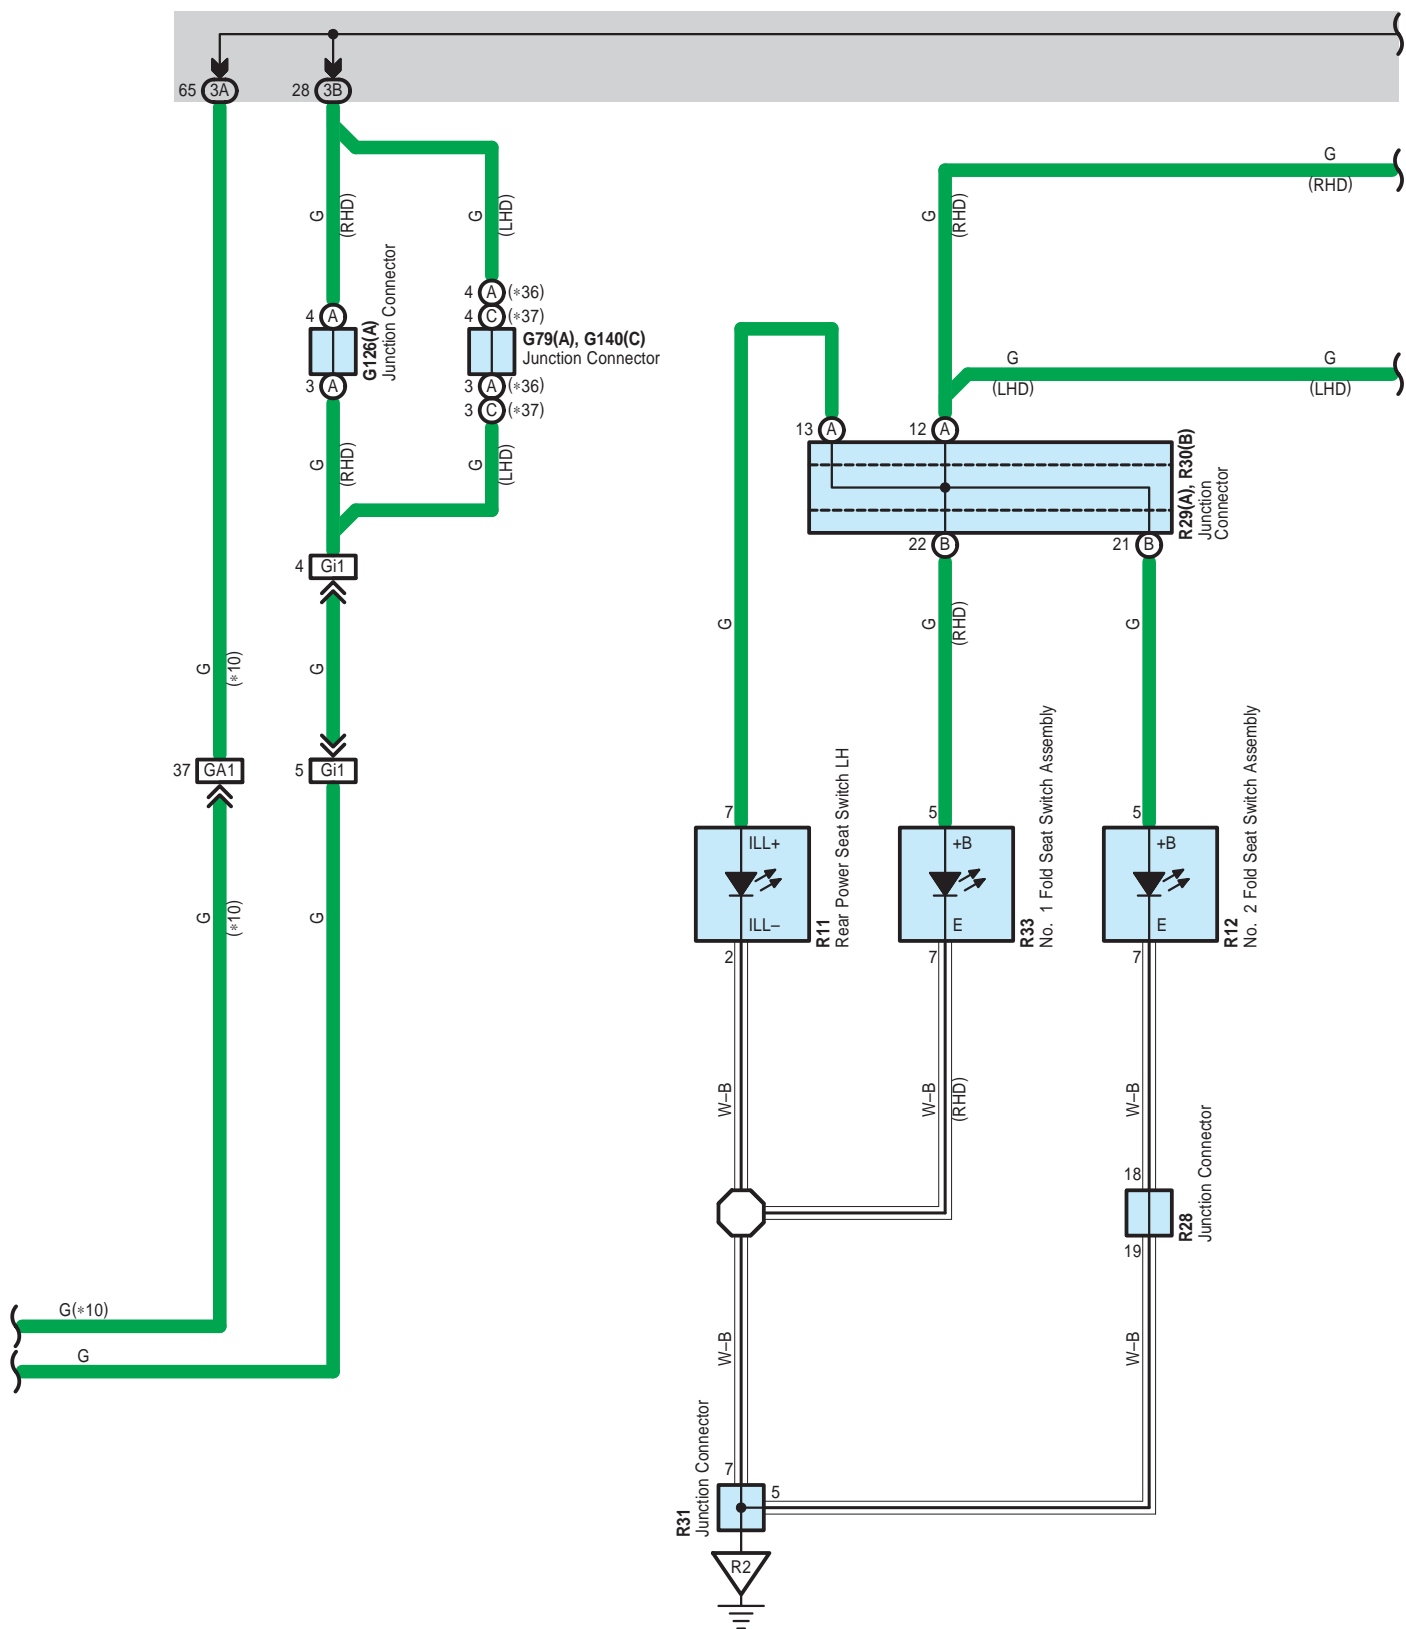 65 3A
28 3B
G
(RHD)
G
(LHD)
G
(RHD)
G
(RHD)
4 A (*36)
4 A
4 C (*37)
G126(A)
Junction Connector
G79(A), G140(C)
Junction Connector
3 A
3 A (*36)
3 C (*37)
G
(LHD)
G
(LHD)
13 A
12 A
R29(A), R30(B)
Junction
Connector
G
(RHD)
G
(LHD)
22 B
21 B
4 Gi1
G
(*10)
G
G
G
(RHD)
G
37 GA1
5 Gi1
7
ILL+
ILL–
2
R11
Rear Power Seat Switch LH
5
+B
E
7
R33
No. 1 Fold Seat Switch Assembly
5
+B
E
7
R12
No. 2 Fold Seat Switch Assembly
G
(*10)
G
W–B
W–B
(RHD)
W–B
18
19
R28
Junction Connector
G(*10)
G
W–B
W–B
7
5
R31
Junction Connector
R2